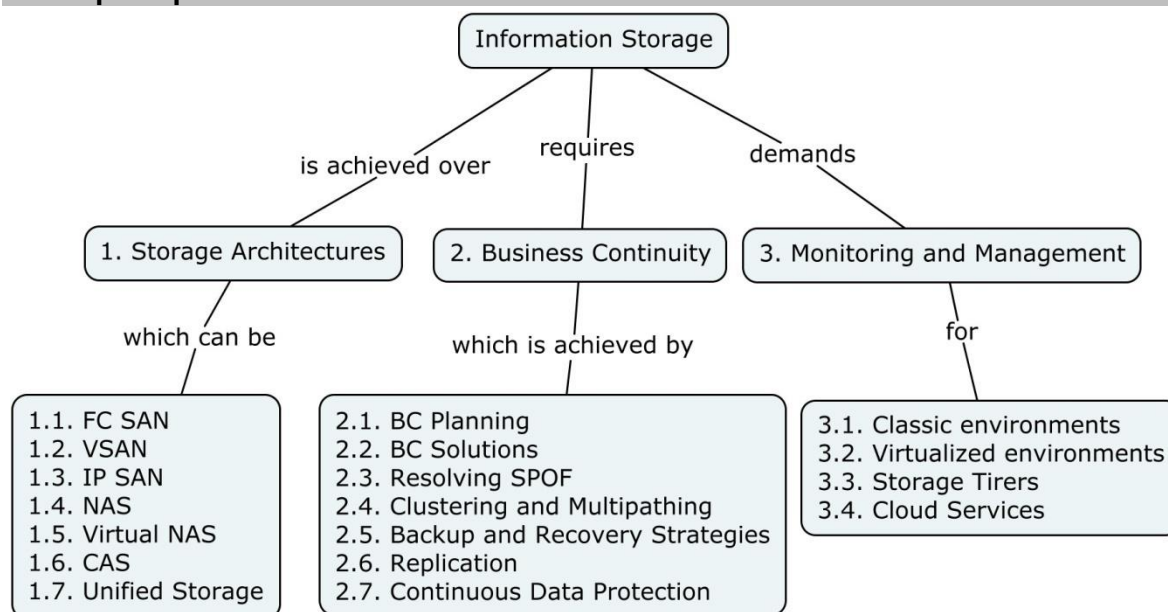 Information Storage
is achieved over
requires
demands
1. Storage Architectures
2. Business Continuity
3. Monitoring and Management
which can be
which is achieved by
for
1.1. FC SAN
1.2. VSAN
1.3. IP SAN
1.4. NAS
1.5. Virtual NAS
1.6. CAS
1.7. Unified Storage
2.1. BC Planning
2.2. BC Solutions
2.3. Resolving SPOF
2.4. Clustering and Multipathing
2.5. Backup and Recovery Strategies
2.6. Replication
2.7. Continuous Data Protection
3.1. Classic environments
3.2. Virtualized environments
3.3. Storage Tirers
3.4. Cloud Services